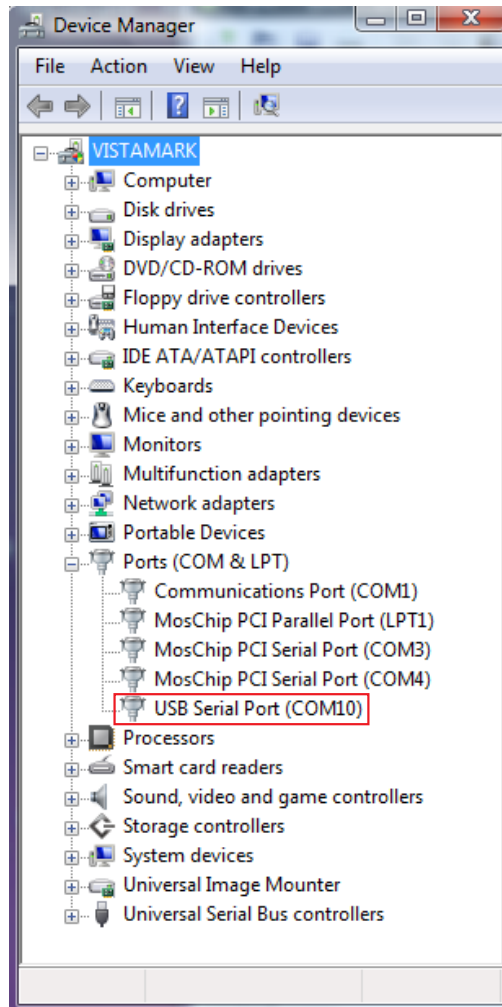 Device Manager
File Action View Help
VISTAMARK
Computer
Disk drives
Display adapters
DVD/CD-ROM drives
Floppy drive controllers
Human Interface Devices
IDE ATA/ATAPI controllers
Keyboards
Mice and other pointing devices
Monitors
Multifunction adapters
Network adapters
Portable Devices
Ports (COM & LPT)
Communications Port (COM1)
MosChip PCI Parallel Port (LPT1)
MosChip PCI Serial Port (COM3)
MosChip PCI Serial Port (COM4)
USB Serial Port (COM10)
Processors
Smart card readers
Sound, video and game controllers
Storage controllers
System devices
Universal Image Mounter
Universal Serial Bus controllers